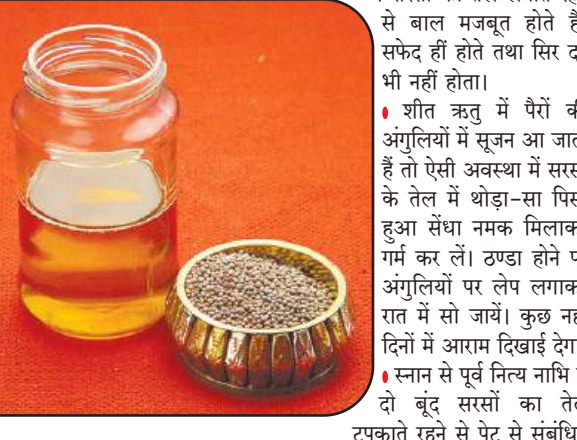 से बाल मजबूत होते हैं
सफेद हीं होते तथा सिर द
भी नहीं होता।
शीत ऋतु में पैरों क
अंगुलियों में सूजन आ जात
हैं तो ऐसी अवस्था में सरस
के तेल में थोड़ा-सा पिस
हुआ सेंधा नमक मिलाक
गर्म कर लें। ठण्डा होने प
अंगुलियों पर लेप लगाक
रात में सो जायें। कुछ नह
दिनों में आराम दिखाई देगा
स्नान से पूर्व नित्य नाभि
दो बूंद सरसों का तेल
टपकाते रहने से पेट से संबंधि